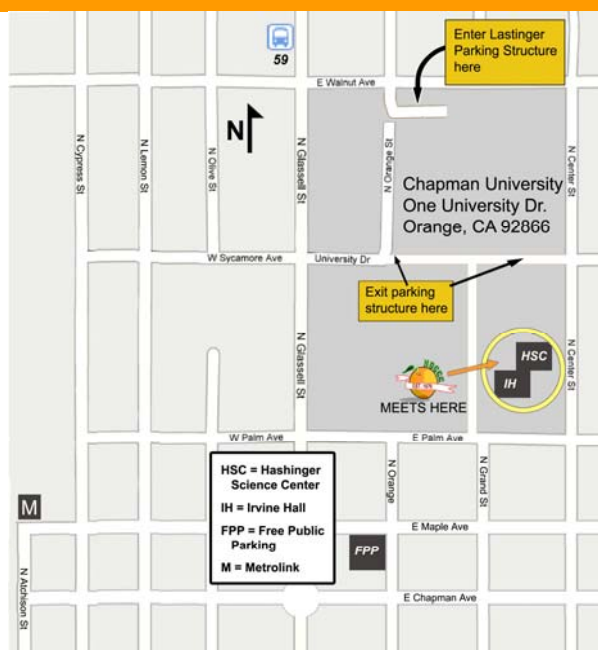 59
Enter Lastinger
Parking Structure
here
E Walnut Ave
N
N Cypress St
N Lemon St
N Olive St
N Glassell St
N Orange St
N Center St
Chapman University
One University Dr.
Orange, CA 92866
W Sycamore Ave
University Dr
Exit parking
structure here
N Glassell St
N Center St
HSC
IH
MEETS HERE
W Palm Ave
E Palm Ave
HSC = Hashinger
Science Center
IH = Irvine Hall
FPP = Free Public
Parking
M = Metrolink
N Orange
N Grand St
M
E Maple Ave
FPP
N Atchison St
E Chapman Ave